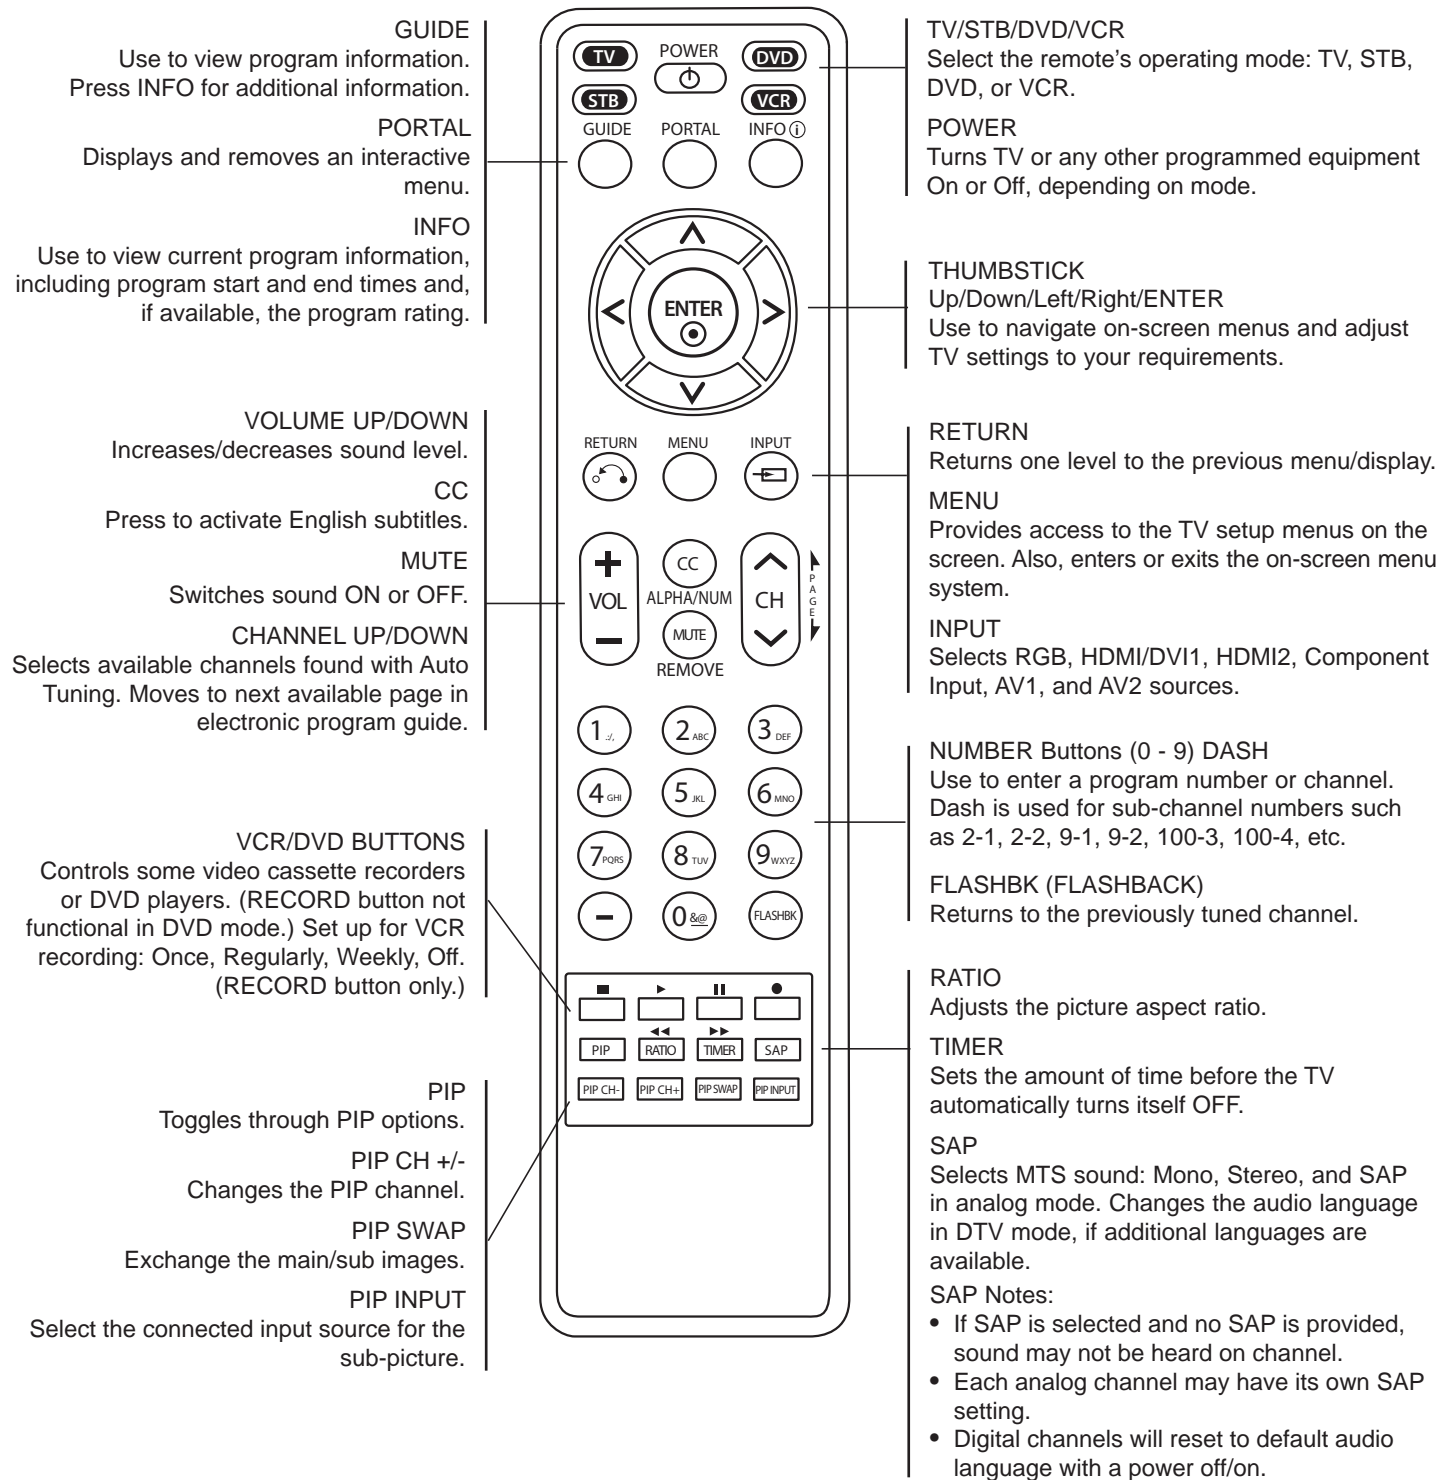 GUIDE
Use to view program information.
Press INFO for additional information.
PORTAL
Displays and removes an interactive
menu.
INFO
Use to view current program information,
including program start and end times and,
if available, the program rating.
VOLUME UP/DOWN
Increases/decreases sound level.
CC
Press to activate English subtitles.
MUTE
Switches sound ON or OFF.
CHANNEL UP/DOWN
Selects available channels found with Auto
Tuning. Moves to next available page in
electronic program guide.
VCR/DVD BUTTONS
Controls some video cassette recorders
or DVD players. (RECORD button not
functional in DVD mode.) Set up for VCR
recording: Once, Regularly, Weekly, Off.
(RECORD button only.)
PIP
Toggles through PIP options.
PIP CH +/-
Changes the PIP channel.
PIP SWAP
Exchange the main/sub images.
PIP INPUT
Select the connected input source for the
sub-picture.
TV POWER DVD
STB VCR
GUIDE PORTAL INFO i
ENTER
RETURN MENU INPUT
+ CC
VOL ALPHA/NUM CH PAGE
- MUTE
REMOVE
1 .:/, 2 ABC 3 DEF
4 GHI 5 JKL 6 MNO
7 PQRS 8 TUV 9 WXYZ
- 0 &@ FLASHBK
PIP RATIO TIMER SAP
PIP CH- PIP CH+ PIP SWAP PIP INPUT
TV/STB/DVD/VCR
Select the remote’s operating mode: TV, STB,
DVD, or VCR.
POWER
Turns TV or any other programmed equipment
On or Off, depending on mode.
THUMBSTICK
Up/Down/Left/Right/ENTER
Use to navigate on-screen menus and adjust
TV settings to your requirements.
RETURN
Returns one level to the previous menu/display.
MENU
Provides access to the TV setup menus on the
screen. Also, enters or exits the on-screen menu
system.
INPUT
Selects RGB, HDMI/DVI1, HDMI2, Component
Input, AV1, and AV2 sources.
NUMBER Buttons (0 - 9) DASH
Use to enter a program number or channel.
Dash is used for sub-channel numbers such
as 2-1, 2-2, 9-1, 9-2, 100-3, 100-4, etc.
FLASHBK (FLASHBACK)
Returns to the previously tuned channel.
RATIO
Adjusts the picture aspect ratio.
TIMER
Sets the amount of time before the TV
automatically turns itself OFF.
SAP
Selects MTS sound: Mono, Stereo, and SAP
in analog mode. Changes the audio language
in DTV mode, if additional languages are
available.
SAP Notes:
• If SAP is selected and no SAP is provided,
sound may not be heard on channel.
• Each analog channel may have its own SAP
setting.
• Digital channels will reset to default audio
language with a power off/on.